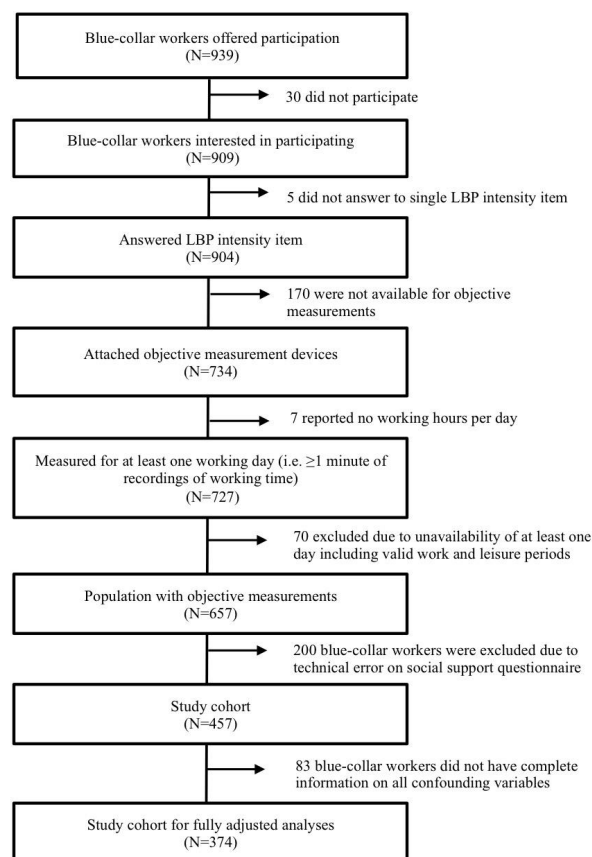 Blue-collar workers offered participation
(N=939)
30 did not participate
Blue-collar workers interested in participating
(N=909)
5 did not answer to single LBP intensity item
Answered LBP intensity item
(N=904)
170 were not available for objective
measurements
Attached objective measurement devices
(N=734)
7 reported no working hours per day
Measured for at least one working day (i.e. ≥1 minute of
recordings of working time)
(N=727)
70 excluded due to unavailability of at least one
day including valid work and leisure periods
Population with objective measurements
(N=657)
200 blue-collar workers were excluded due to
technical error on social support questionnaire
Study cohort
(N=457)
83 blue-collar workers did not have complete
information on all confounding variables
Study cohort for fully adjusted analyses
(N=374)